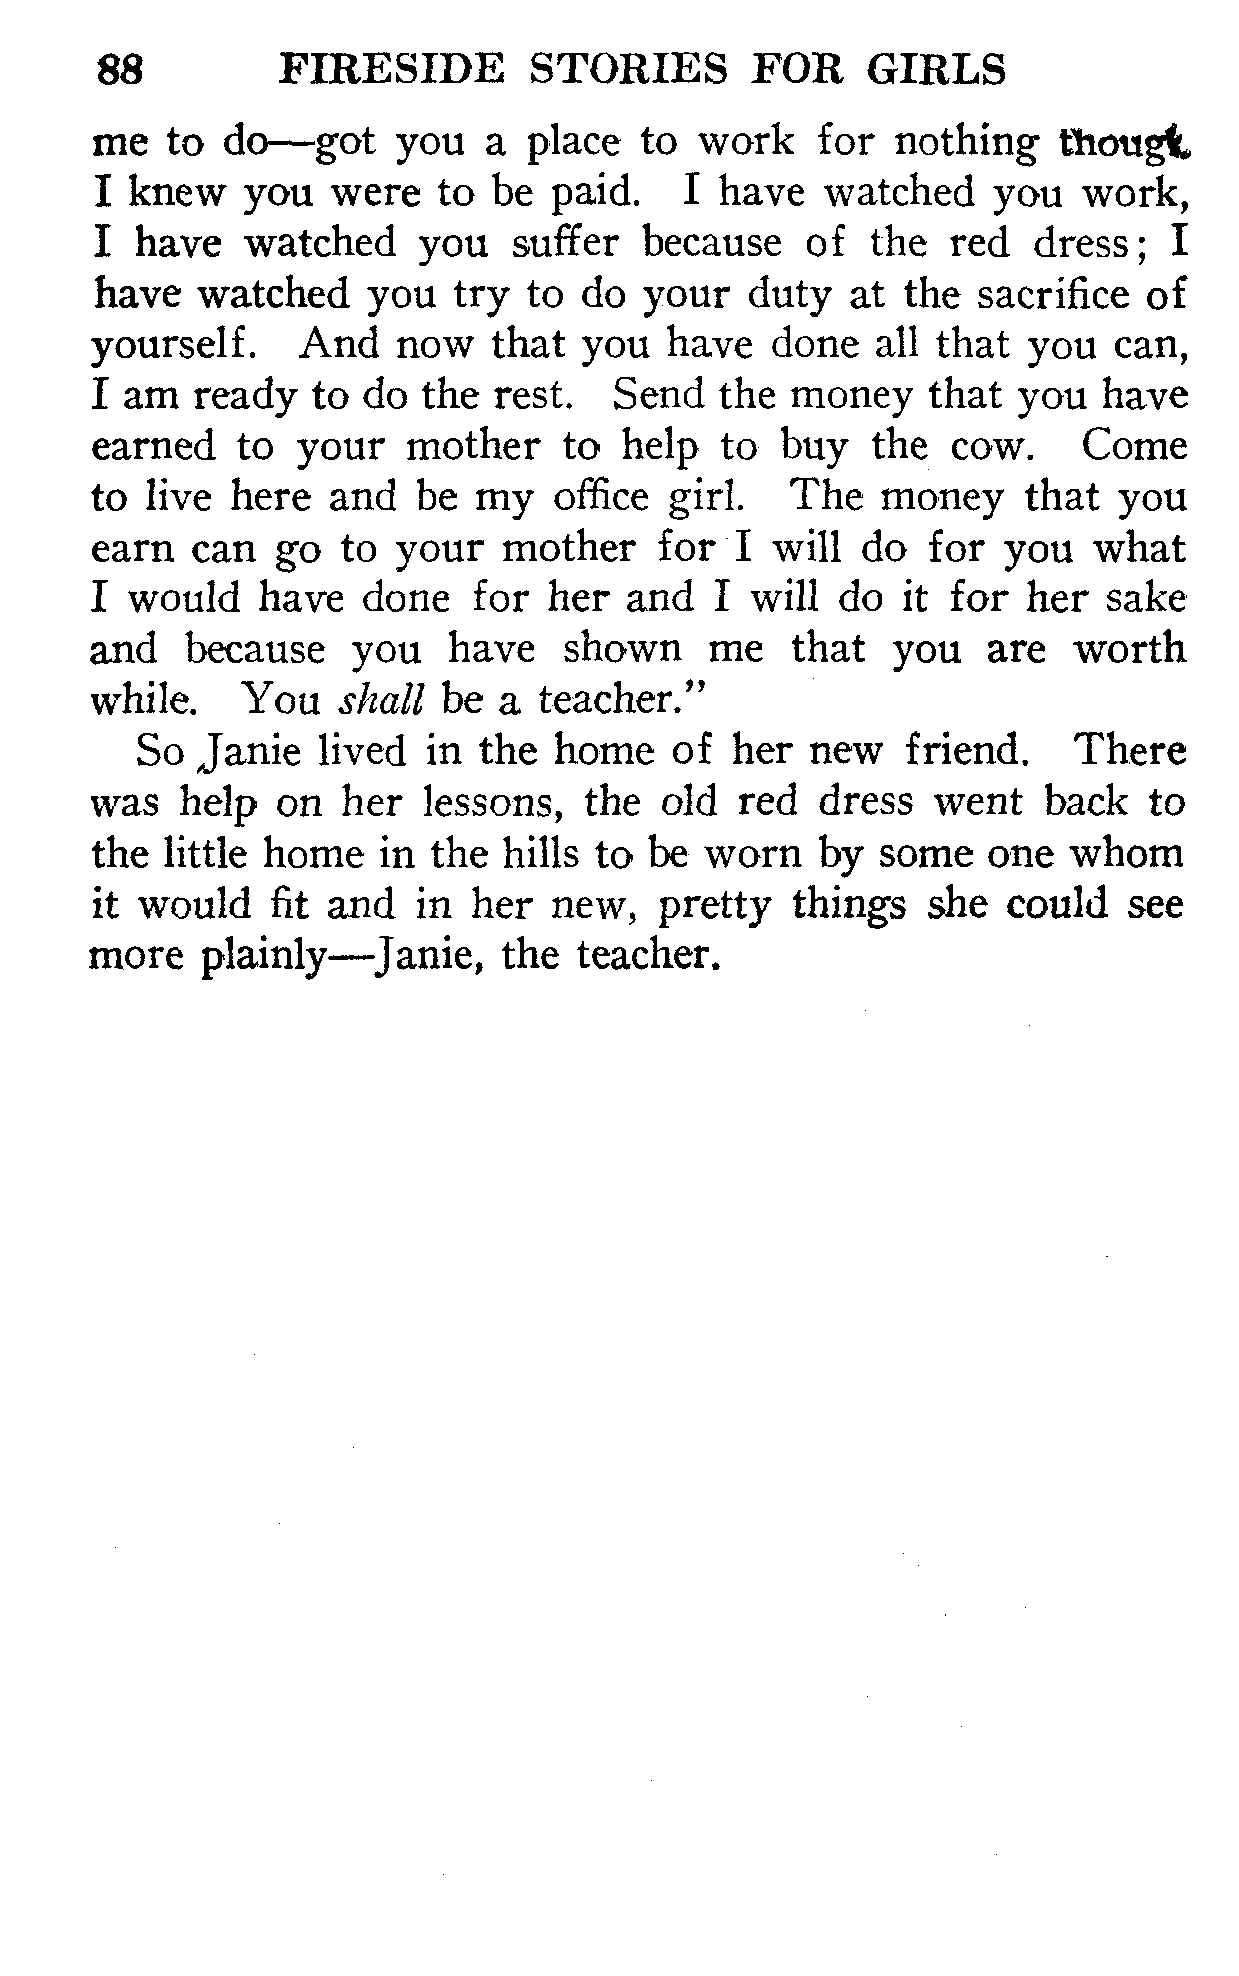 88 FIRESIDE STORIES FOR GIRLS
me to do—got you a place to work for nothing thougt
I knew you were to be paid. I have watched you work,
I have watched you suffer because of the red dress; I
have watched you try to do your duty at the sacrifice of
yourself. And now that you have done all that you can,
I am ready to do the rest. Send the money that you have
earned to your mother to help to buy the cow. Come
to live here and be my office girl. The money that you
earn can go to your mother for I will do for you what
I would have done for her and I will do it for her sake
and because you have shown me that you are worth
while. You shall be a teacher."
So Janie lived in the home of her new friend. There
was help on her lessons, the old red dress went back to
the little home in the hills to be worn by some one whom
it would fit and in her new, pretty things she could see
more plainly—Janie, the teacher.